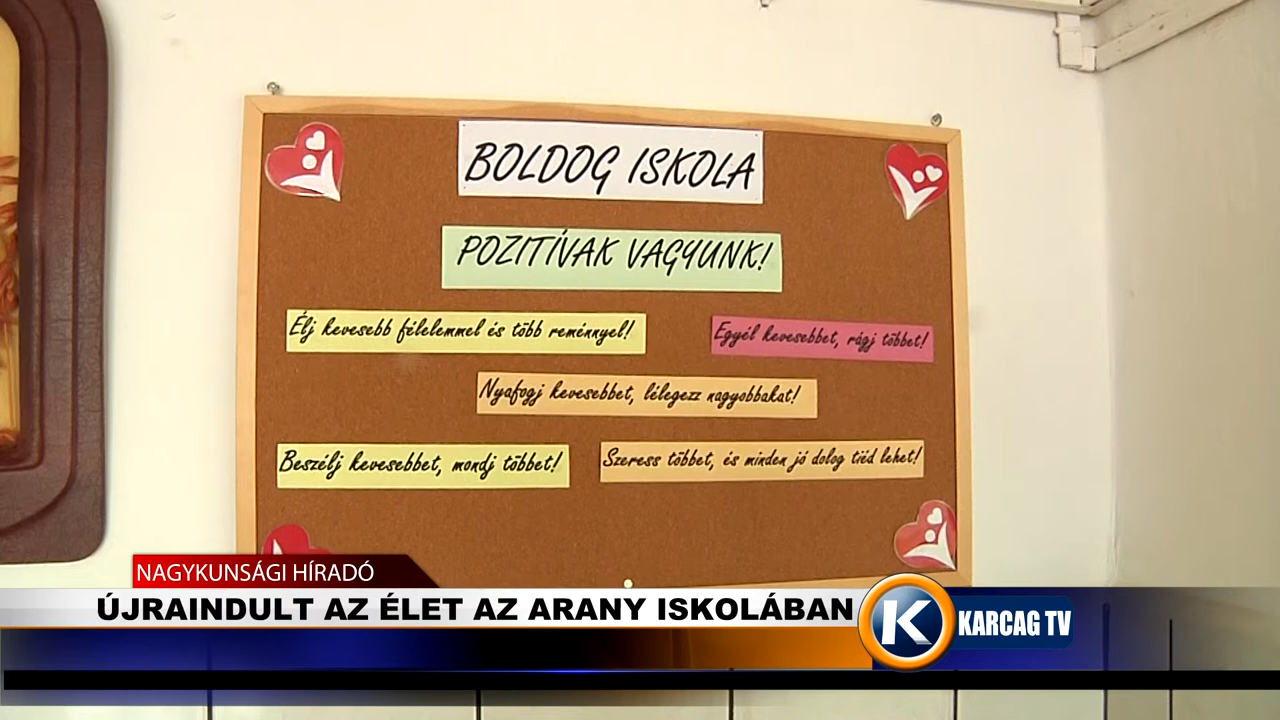 BOLDOG ISKOLA
POZITÍVAK VAGYUNK!
Élj kevesebb félelemmel és több reménnyel!
Egyél kevesebbet, rágj többet!
Nyafogj kevesebbet, lélegezz nagyobbakat!
Beszélj kevesebbet, mondj többet!
Szeress többet, és minden jó dolog tiéd lehet!
NAGYKUNSÁGI HÍRADÓ
ÚJRAINDULT AZ ÉLET AZ ARANY ISKOLÁBAN
K KARCAG TV